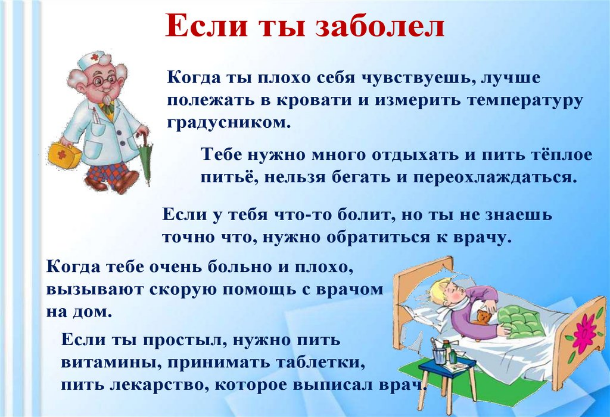 Если ты заболел
Когда ты плохо себя чувствуешь, лучше
полежать в кровати и измерить температуру
градусником.
Тебе нужно много отдыхать и пить тёплое
питьё, нельзя бегать и переохлаждаться.
Если у тебя что-то болит, но ты не знаешь
точно что, нужно обратиться к врачу.
Когда тебе очень больно и плохо,
вызывают скорую помощь с врачом
на дом.
Если ты простыл, нужно пить
витамины, принимать таблетки,
пить лекарство, которое выписал врач.